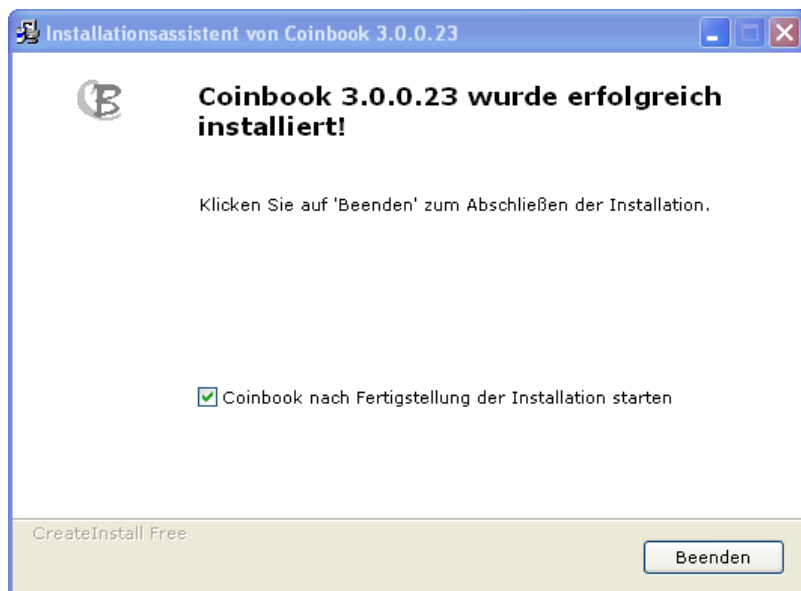 Installationsassistent von Coinbook 3.0.0.23
CB
Coinbook 3.0.0.23 wurde erfolgreich
installiert!
Klicken Sie auf 'Beenden' zum Abschließen der Installation.
Coinbook nach Fertigstellung der Installation starten
CreateInstall Free
Beenden